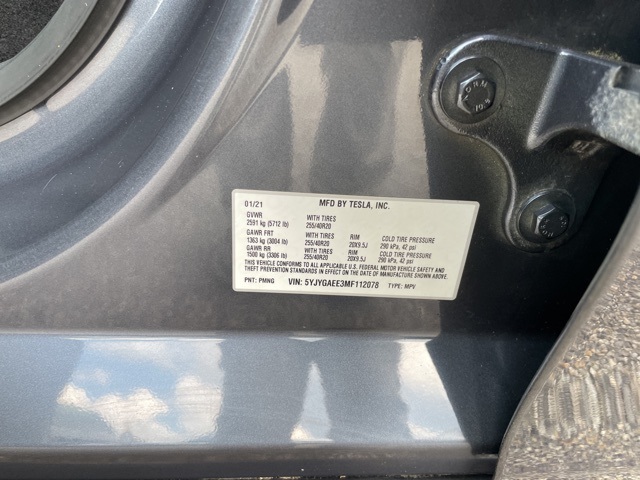 01/21 MFD BY TESLA, INC.
GVWR WITH TIRES
2591 kg (5712 lb) 255/40R20
GAWR FRT WITH TIRES RIM COLD TIRE PRESSURE
1363 kg (3004 lb) 255/40R20 20X9.5J 290 kPa, 42 psi
GAWR RR WITH TIRES RIM COLD TIRE PRESSURE
1500 kg (3306 lb) 255/40R20 20X9.5J 290 kPa, 42 psi
THIS VEHICLE CONFORMS TO ALL APPLICABLE U.S. FEDERAL MOTOR VEHICLE SAFETY AND
THEFT PREVENTION STANDARDS IN EFFECT ON THE DATE OF MANUFACTURE SHOWN ABOVE.
PNT: PMNG VIN: 5YJYGAEE3MF112078 TYPE: MPV